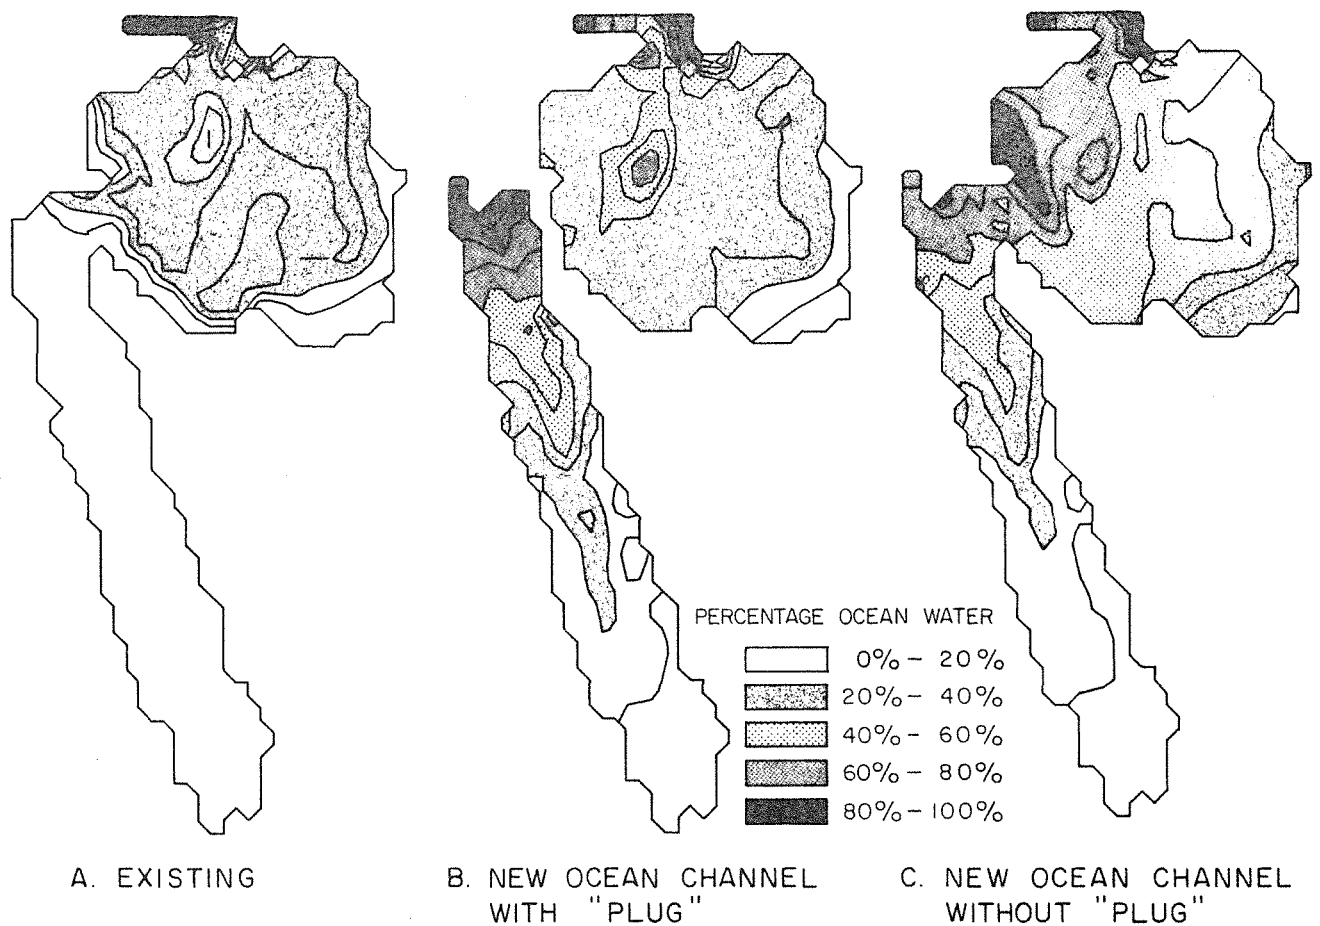 PERCENTAGE OCEAN WATER
0% - 20%
20% - 40%
40% - 60%
60% - 80%
80% - 100%
A. EXISTING
B. NEW OCEAN CHANNEL
WITH "PLUG"
C. NEW OCEAN CHANNEL
WITHOUT "PLUG"